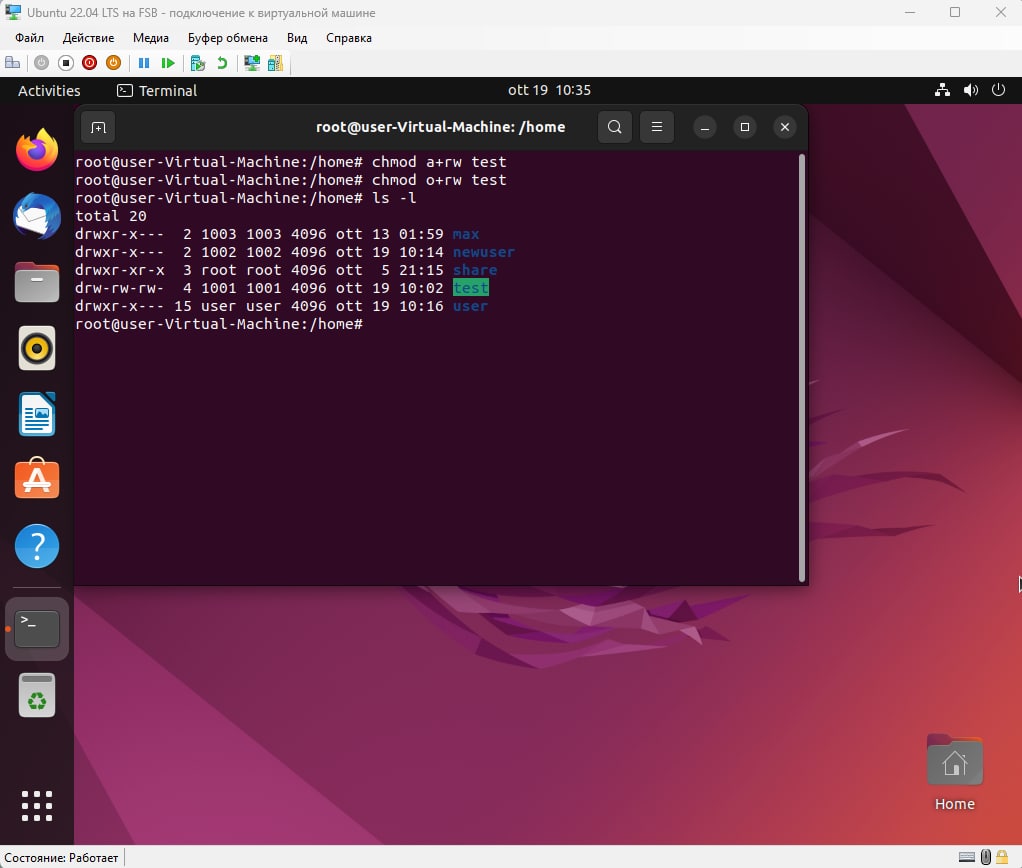 Ubuntu 22.04 LTS на FSB - подключение к виртуальной машине
Файл Действие Медиа Буфер обмена Вид Справка
Activities Terminal ott 19 10:35
root@user-Virtual-Machine: /home
root@user-Virtual-Machine:/home# chmod a+rw test
root@user-Virtual-Machine:/home# chmod o+rw test
root@user-Virtual-Machine:/home# ls -l
total 20
drwxr-x---  2 1003 1003 4096 ott 13 01:59 max
drwxr-x---  2 1002 1002 4096 ott 19 10:14 newuser
drwxr-xr-x  3 root root 4096 ott  5 21:15 share
drw-rw-rw-  4 1001 1001 4096 ott 19 10:02 test
drwxr-x--- 15 user user 4096 ott 19 10:16 user
root@user-Virtual-Machine:/home#
Home
Состояние: Работает